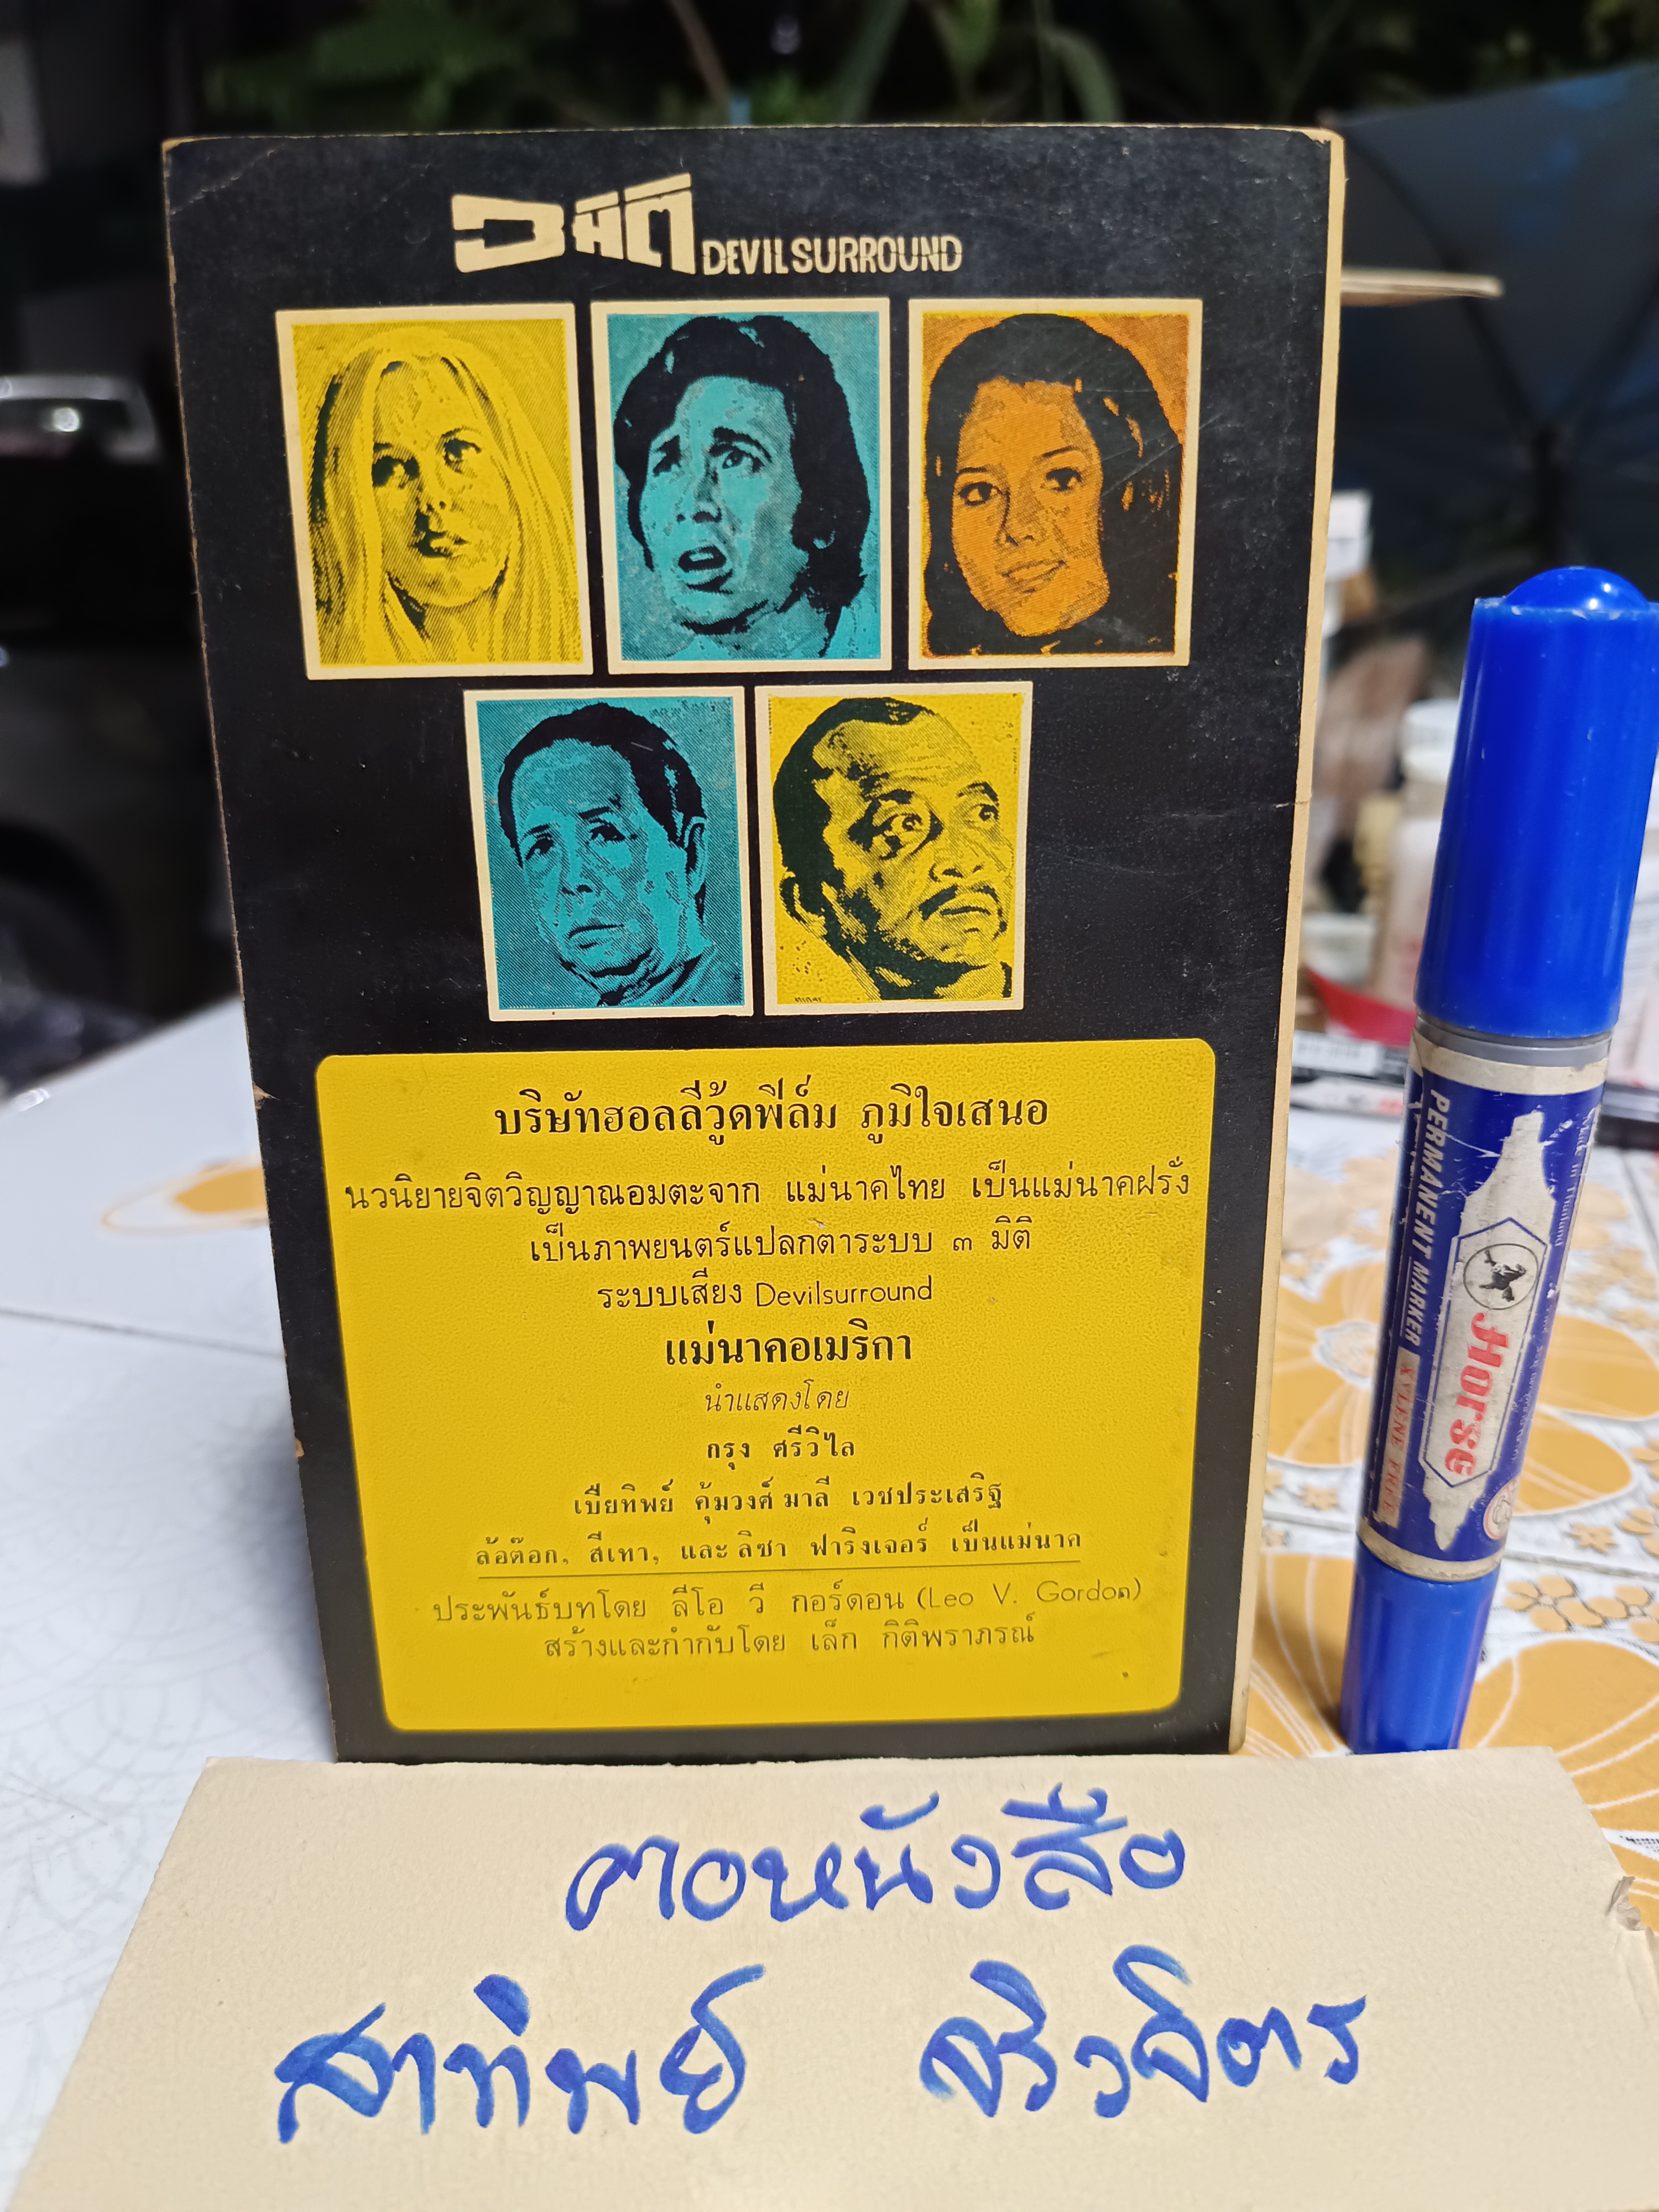 3 มิติ DEVILSURROUND
บริษัทฮอลลีวู้ดฟิล์ม ภูมิใจเสนอ
นวนิยายจิตวิญญาณอมตะจาก แม่นาคไทย เป็นแม่นาคฝรั่ง
เป็นภาพยนตร์แปลกตาระบบ ๓ มิติ
ระบบเสียง Devilsurround
แม่นาคอเมริกา
นำแสดงโดย
กรุง ศรีวิไล
เบียทิพย์ คุ้มวงศ์ มาลี เวชประเสริฐ
ล้อต๊อก, สีเทา, และ ลิซา ฟาริงเจอร์ เป็นแม่นาค
ประพันธ์บทโดย ลีโอ วี กอร์ดอน (Leo V. Gordon)
สร้างและกำกับโดย เล็ก กิติพราภรณ์
PERMANENT MARKER
XYLENE FREE
Horse
คอหนังสือ
สาทิพย์ จริงจิตร